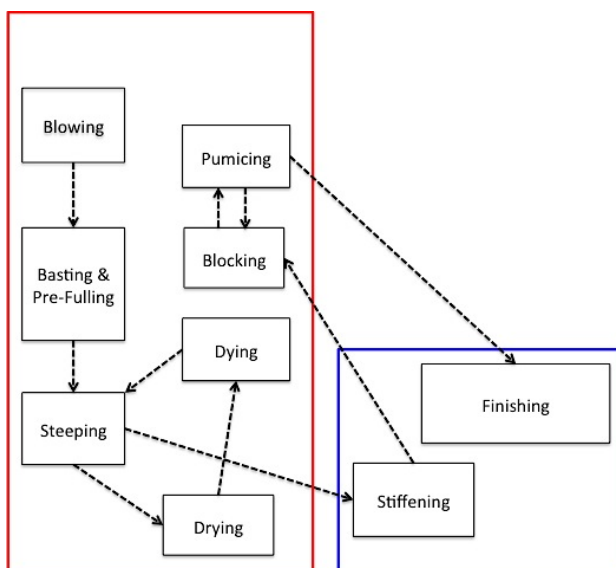 Blowing
Pumicing
Basting &
Pre-Fulling
Blocking
Dying
Finishing
Steeping
Stiffening
Drying